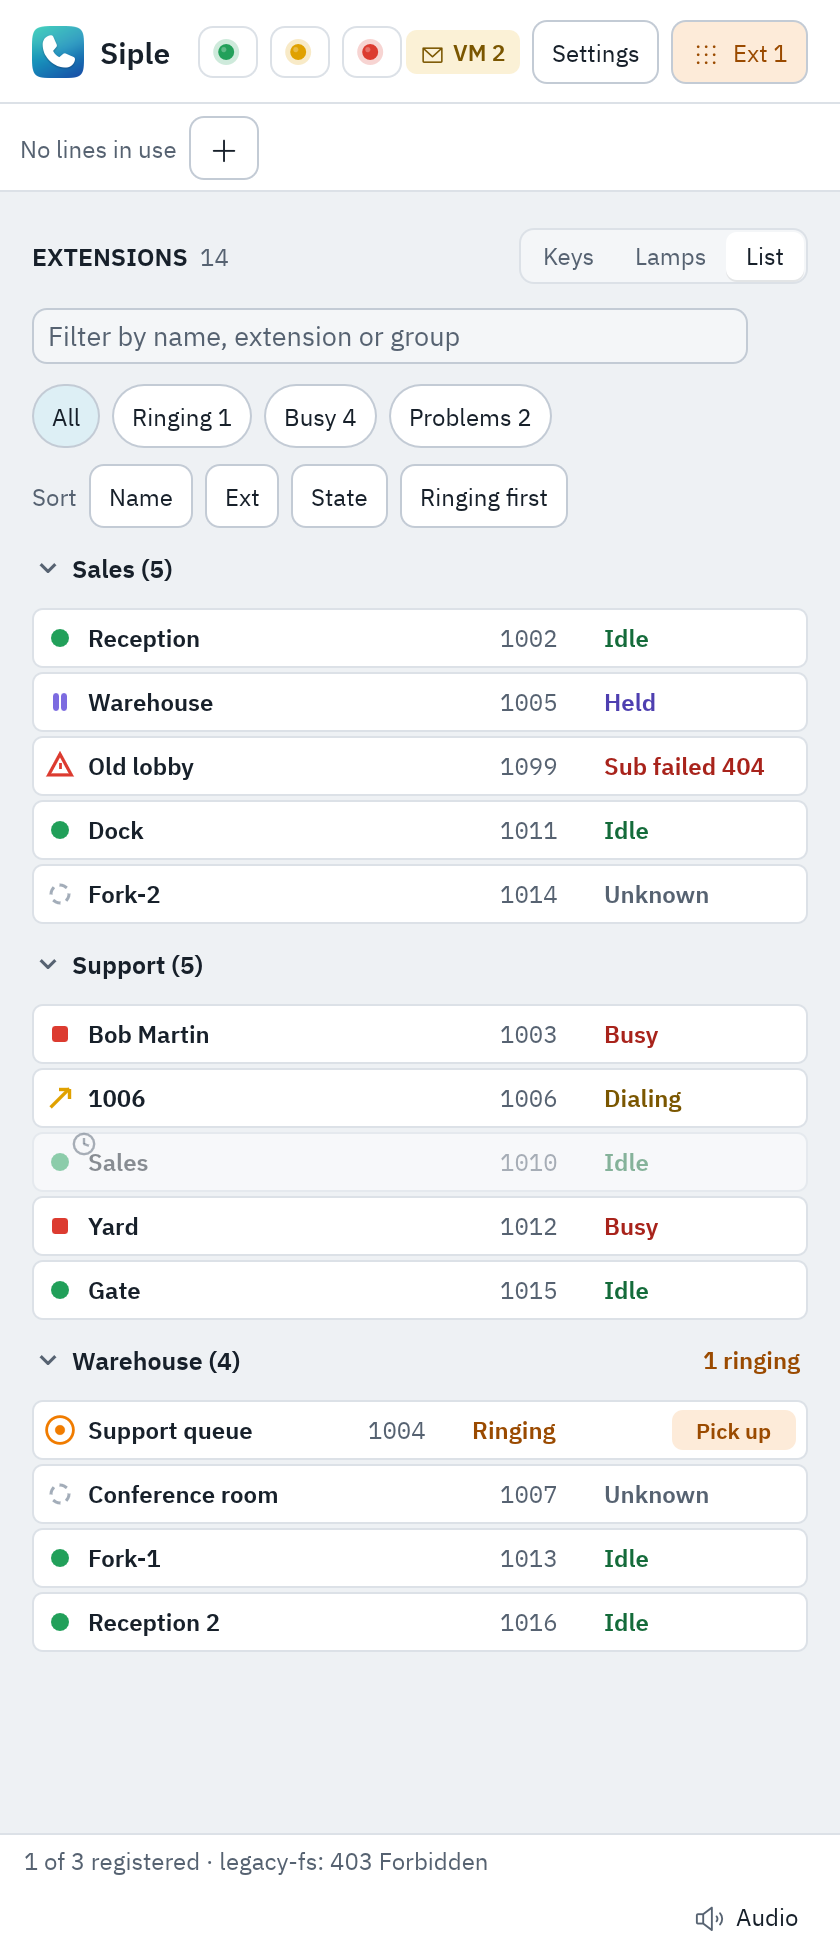 Siple VM 2 Settings Ext 1
No lines in use
EXTENSIONS 14 Keys Lamps List
Filter by name, extension or group
All Ringing 1 Busy 4 Problems 2
Sort Name Ext State Ringing first
Sales (5)
Reception 1002 Idle
Warehouse 1005 Held
Old lobby 1099 Sub failed 404
Dock 1011 Idle
Fork-2 1014 Unknown
Support (5)
Bob Martin 1003 Busy
1006 1006 Dialing
Sales 1010 Idle
Yard 1012 Busy
Gate 1015 Idle
Warehouse (4) 1 ringing
Support queue 1004 Ringing Pick up
Conference room 1007 Unknown
Fork-1 1013 Idle
Reception 2 1016 Idle
1 of 3 registered · legacy-fs: 403 Forbidden
Audio